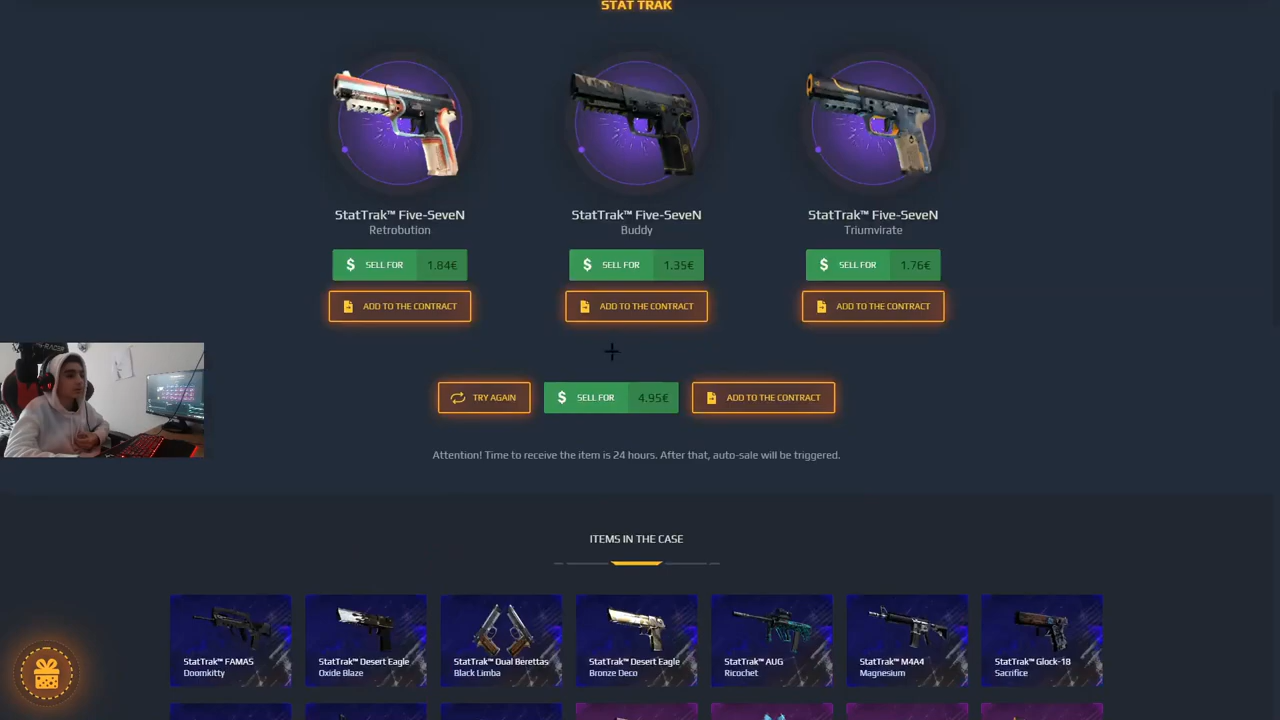 STAT TRAK
StatTrak™ Five-SeveN
Retrobution
$ SELL FOR 1.84€
ADD TO THE CONTRACT
StatTrak™ Five-SeveN
Buddy
$ SELL FOR 1.35€
ADD TO THE CONTRACT
StatTrak™ Five-SeveN
Triumvirate
$ SELL FOR 1.76€
ADD TO THE CONTRACT
TRY AGAIN
$ SELL FOR 4.95€
ADD TO THE CONTRACT
Attention! Time to receive the item is 24 hours. After that, auto-sale will be triggered.
ITEMS IN THE CASE
StatTrak™ FAMAS
Doomkitty
StatTrak™ Desert Eagle
Oxide Blaze
StatTrak™ Dual Berettas
Black Limba
StatTrak™ Desert Eagle
Bronze Deco
StatTrak™ AUG
Ricochet
StatTrak™ M4A4
Magnesium
StatTrak™ Glock-18
Sacrifice